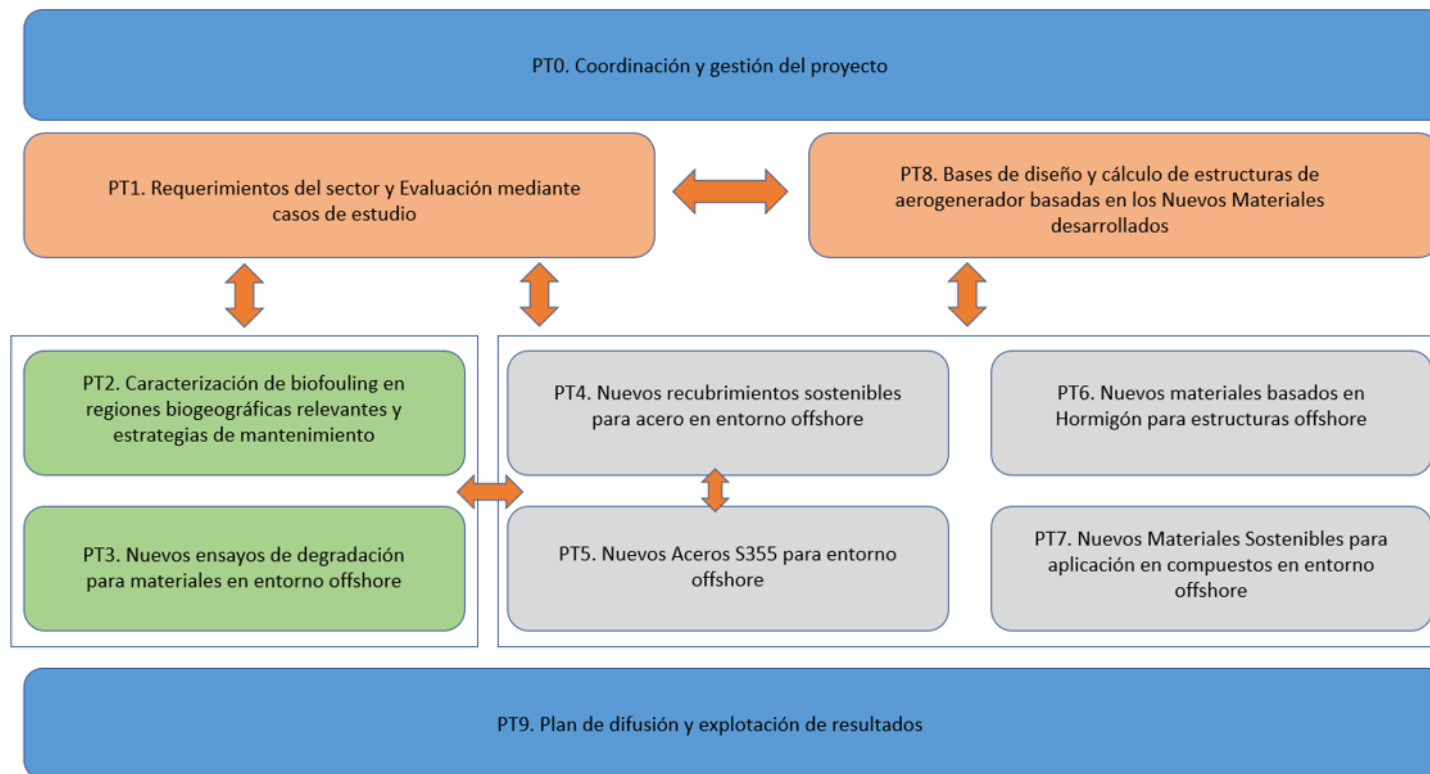 PT0. Coordinación y gestión del proyecto
PT1. Requerimientos del sector y Evaluación mediante
casos de estudio
PT8. Bases de diseño y cálculo de estructuras de
aerogenerador basadas en los Nuevos Materiales
desarrollados
PT2. Caracterización de biofouling en
regiones biogeográficas relevantes y
estrategias de mantenimiento
PT4. Nuevos recubrimientos sostenibles
para acero en entorno offshore
PT6. Nuevos materiales basados en
Hormigón para estructuras offshore
PT3. Nuevos ensayos de degradación
para materiales en entorno offshore
PT5. Nuevos Aceros S355 para entorno
offshore
PT7. Nuevos Materiales Sostenibles para
aplicación en compuestos en entorno
offshore
PT9. Plan de difusión y explotación de resultados